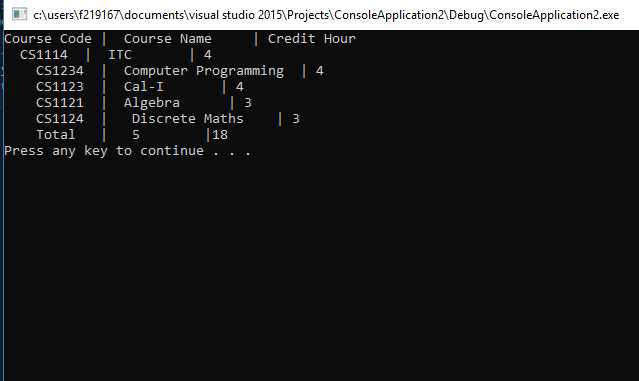 c:\users\f219167\documents\visual studio 2015\Projects\ConsoleApplication2\Debug\ConsoleApplication2.exe
Course Code |  Course Name     | Credit Hour
  CS1114  |  ITC       | 4
    CS1234  |  Computer Programming  | 4
    CS1123  |  Cal-I       | 4
    CS1121  |  Algebra      | 3
    CS1124  |   Discrete Maths    | 3
    Total   |   5        |18
Press any key to continue . . .